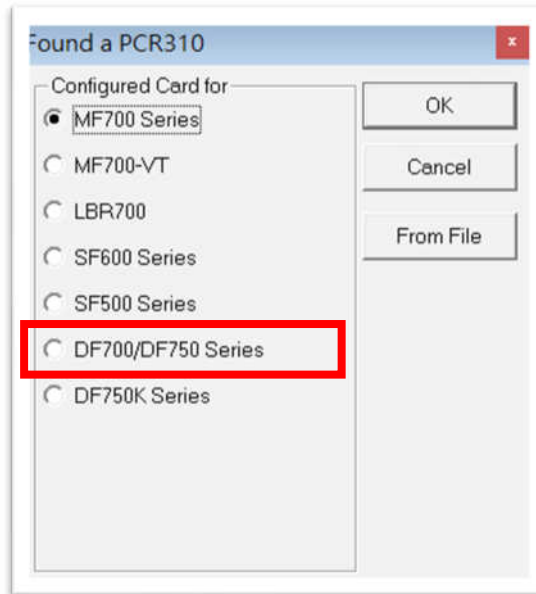 Found a PCR310
x
Configured Card for
MF700 Series
MF700-VT
LBR700
SF600 Series
SF500 Series
DF700/DF750 Series
DF750K Series
OK
Cancel
From File